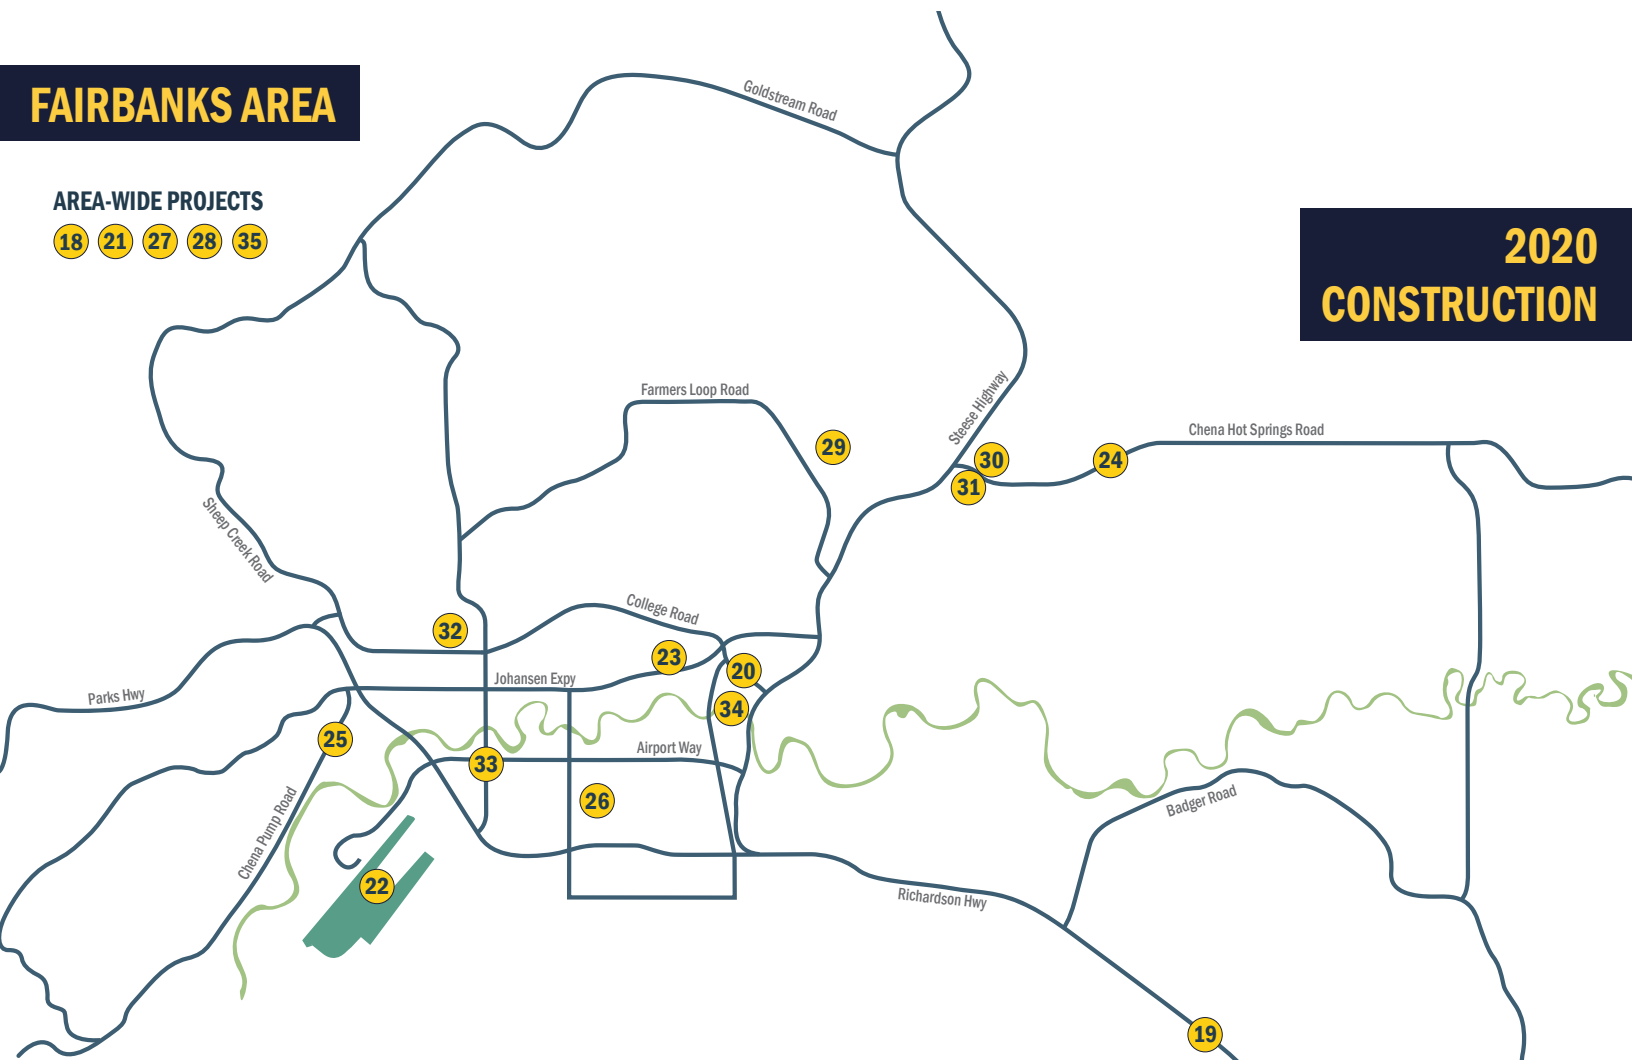 FAIRBANKS AREA
AREA-WIDE PROJECTS
18 21 27 28 35
2020
CONSTRUCTION
Goldstream Road
Farmers Loop Road
Steese Highway
Chena Hot Springs Road
29
30
24
31
Sheep Creek Road
College Road
32
23
20
Johansen Expy
Parks Hwy
34
25
Airport Way
33
26
Chena Pump Road
Badger Road
22
Richardson Hwy
19